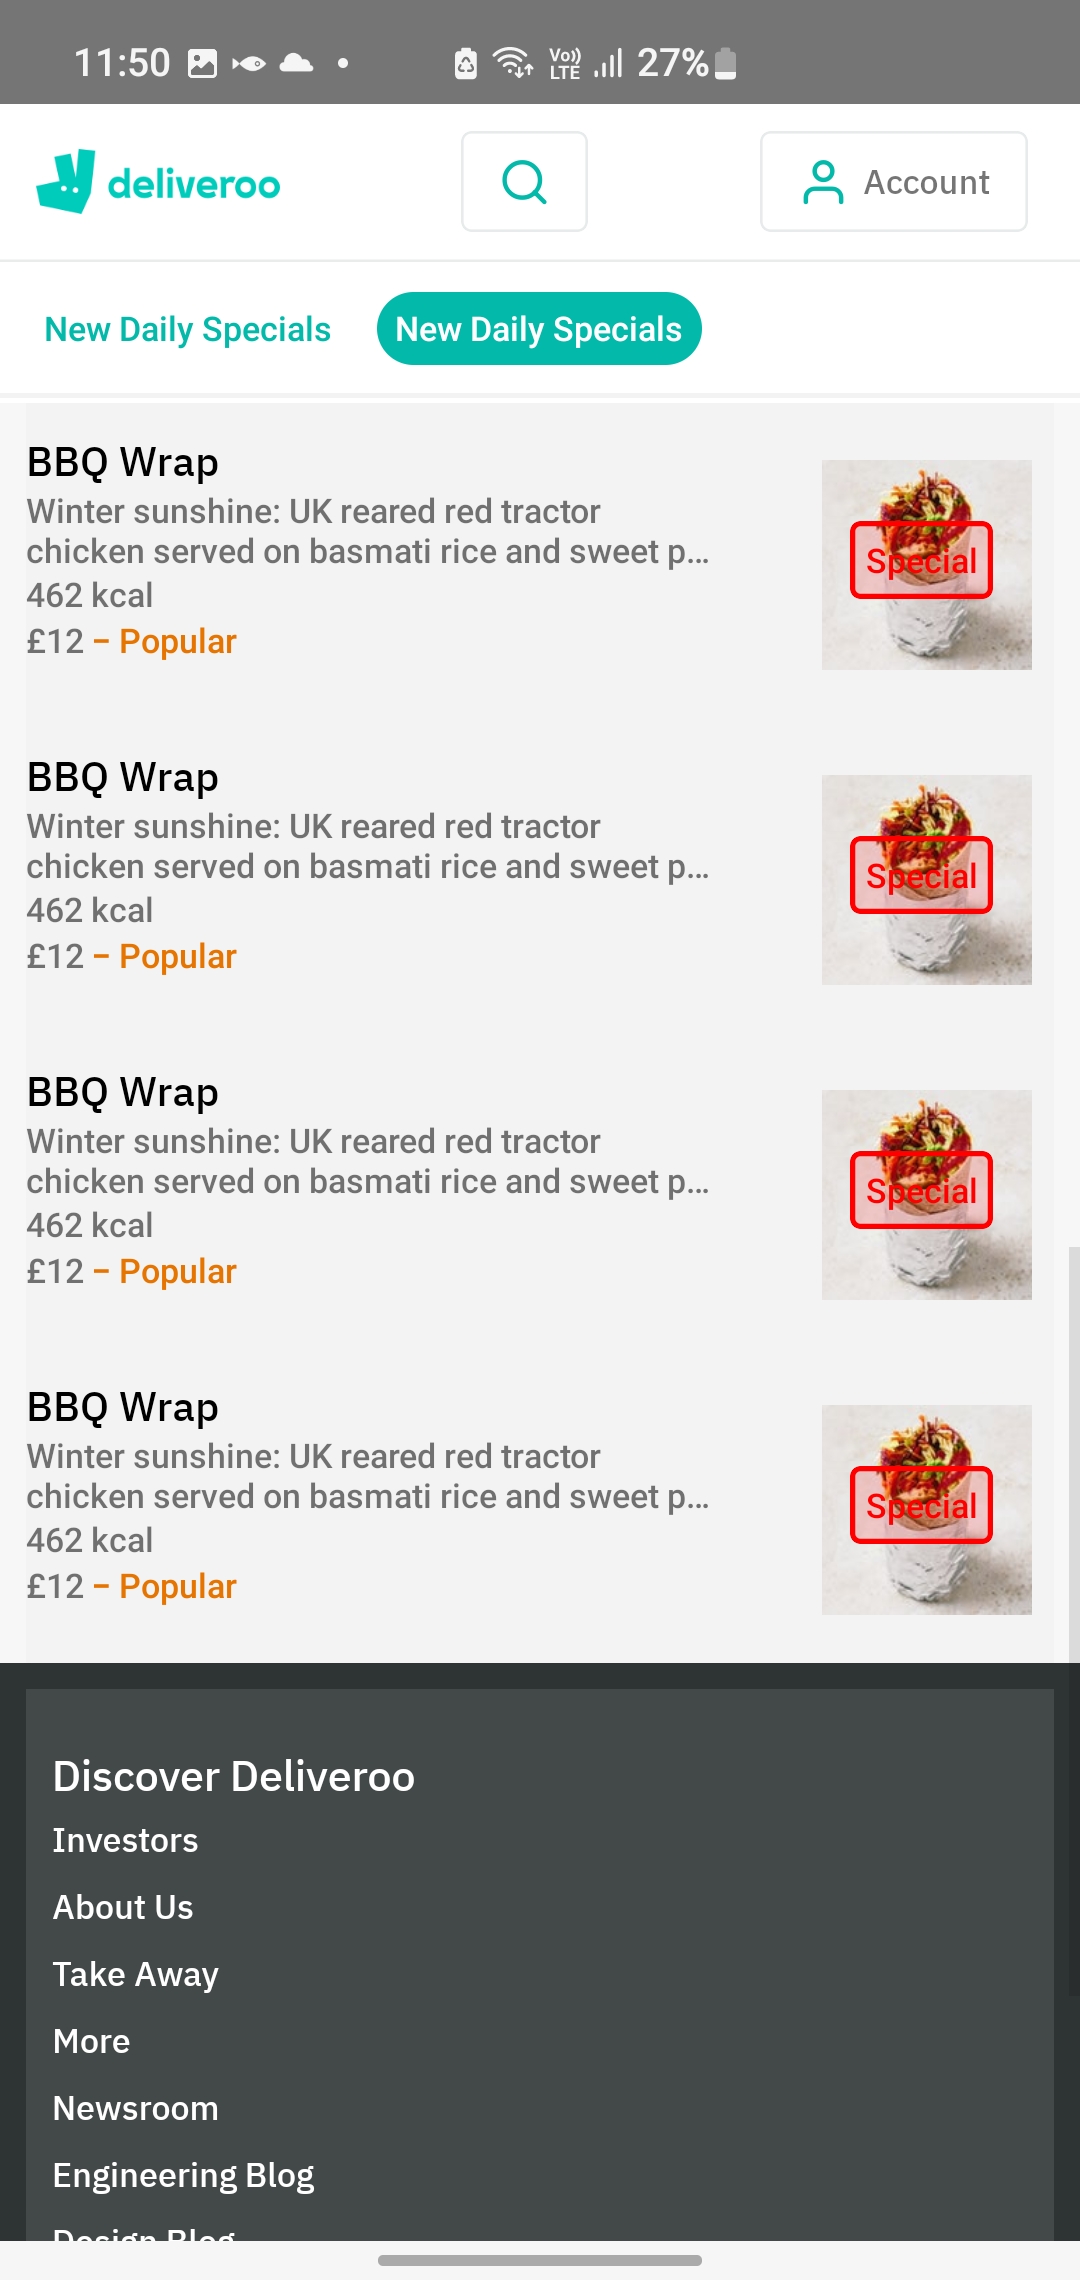 11:50
Vo)) LTE
27%
deliveroo
Account
New Daily Specials
New Daily Specials
BBQ Wrap
Winter sunshine: UK reared red tractor
chicken served on basmati rice and sweet p...
462 kcal
£12 – Popular
Special
BBQ Wrap
Winter sunshine: UK reared red tractor
chicken served on basmati rice and sweet p...
462 kcal
£12 – Popular
Special
BBQ Wrap
Winter sunshine: UK reared red tractor
chicken served on basmati rice and sweet p...
462 kcal
£12 – Popular
Special
BBQ Wrap
Winter sunshine: UK reared red tractor
chicken served on basmati rice and sweet p...
462 kcal
£12 – Popular
Special
Discover Deliveroo
Investors
About Us
Take Away
More
Newsroom
Engineering Blog
Design Blog